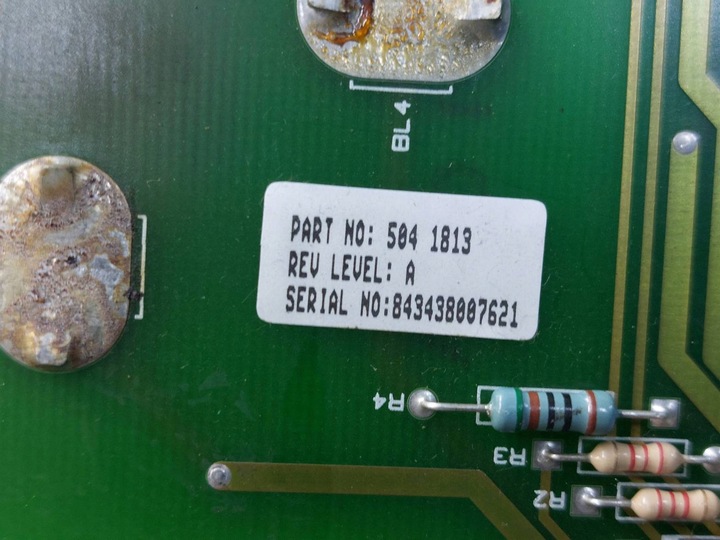 BL4
PART NO: 504 1813
REV LEVEL: A
SERIAL NO:843438007621
R4
R3
R2